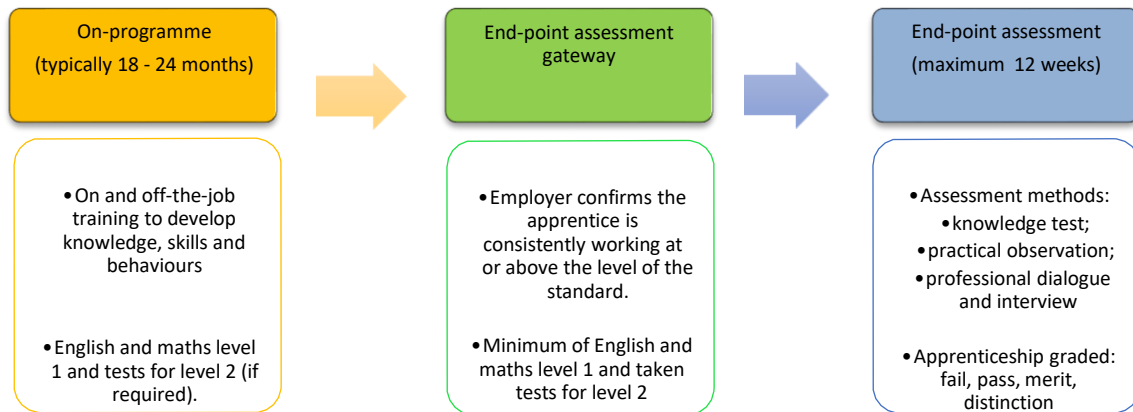 On-programme
(typically 18 - 24 months)
•On and off-the-job
training to develop
knowledge, skills and
behaviours
•English and maths level
1 and tests for level 2 (if
required).
End-point assessment
gateway
•Employer confirms the
apprentice is
consistently working at
or above the level of the
standard.
•Minimum of English and
maths level 1 and taken
tests for level 2
End-point assessment
(maximum  12 weeks)
•Assessment methods:
•knowledge test;
•practical observation;
•professional dialogue
and interview
•Apprenticeship graded:
fail, pass, merit,
distinction